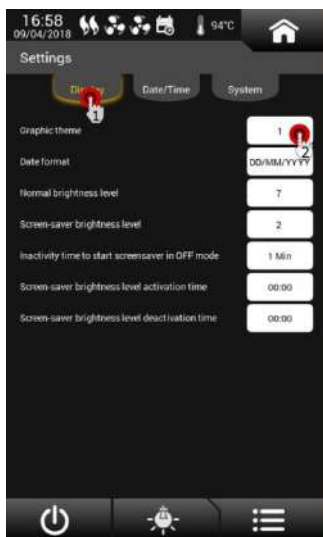 16:58
09/04/2018
94°C
Settings
Display
Date/Time
System
1
Graphic theme
1
2
Date format
DD/MM/YYYY
Normal brightness level
7
Screen-saver brightness level
2
Inactivity time to start screensaver in OFF mode
1 Min
Screen-saver brightness level activation time
00:00
Screen-saver brightness level deactivation time
00:00